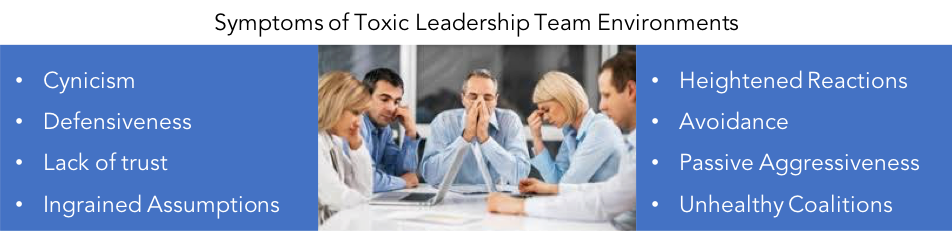 Symptoms of Toxic Leadership Team Environments
• Cynicism
• Defensiveness
• Lack of trust
• Ingrained Assumptions
• Heightened Reactions
• Avoidance
• Passive Aggressiveness
• Unhealthy Coalitions